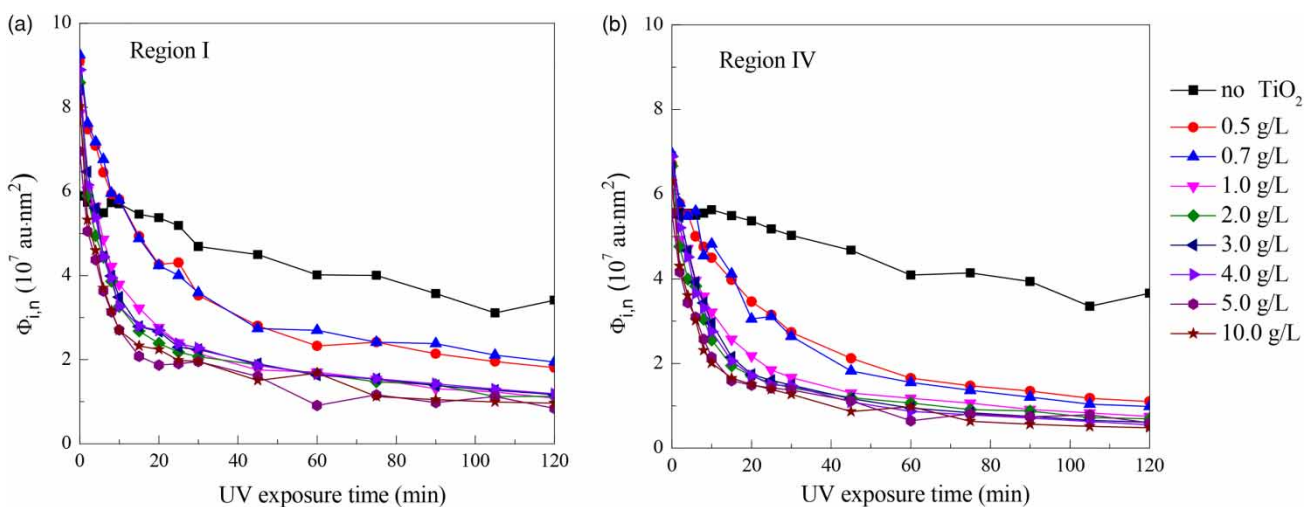 (a)
Region I
Φi,n (10⁷ au·nm²)
10
8
6
4
2
0
0 20 40 60 80 100 120
UV exposure time (min)
(b)
Region IV
Φi,n (10⁷ au·nm²)
10
8
6
4
2
0
0 20 40 60 80 100 120
UV exposure time (min)
no TiO₂
0.5 g/L
0.7 g/L
1.0 g/L
2.0 g/L
3.0 g/L
4.0 g/L
5.0 g/L
10.0 g/L